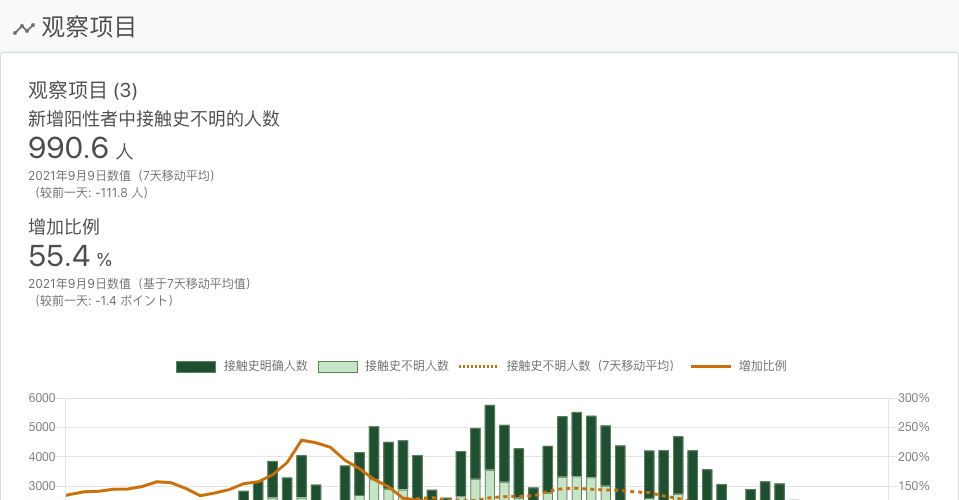 观察项目
观察项目 (3)
新增阳性者中接触史不明的人数
990.6 人
2021年9月9日数值（7天移动平均）
（较前一天: -111.8 人）
增加比例
55.4 %
2021年9月9日数值（基于7天移动平均值）
（较前一天: -1.4 ポイント）
接触史明确人数 接触史不明人数 接触史不明人数（7天移动平均） 增加比例
6000 300%
5000 250%
4000 200%
3000 150%